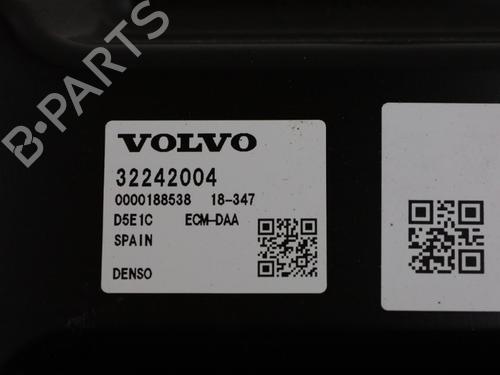 B-PARTS
VOLVO
32242004
0000188538 18-347
D5E1C ECM-DAA
SPAIN
DENSO